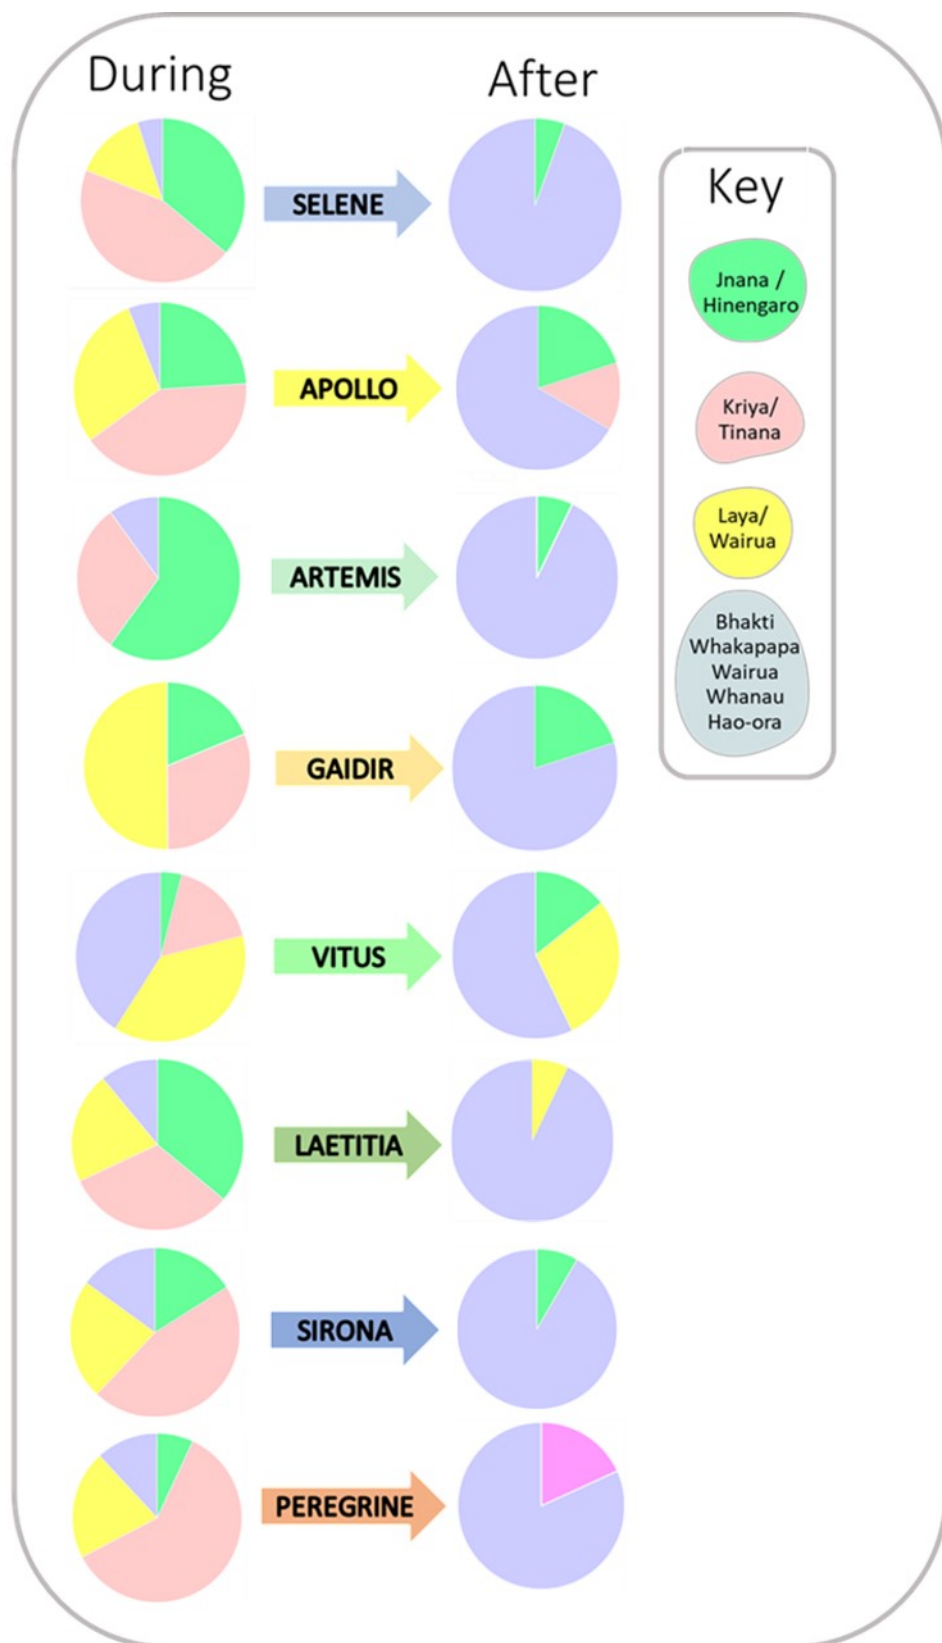 During
After
SELENE
APOLLO
ARTEMIS
GAIDIR
VITUS
LAETITIA
SIRONA
PEREGRINE
Key
Jnana /
Hinengaro
Kriya/
Tinana
Laya/
Wairua
Bhakti
Whakapapa
Wairua
Whanau
Hao-ora